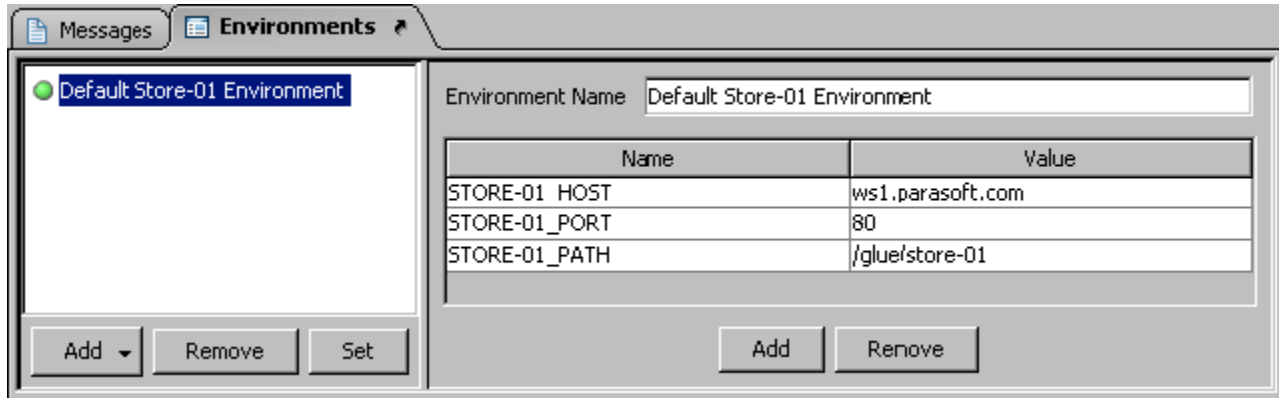 Messages Environments
Default Store-01 Environment
Environment Name Default Store-01 Environment
Name Value
STORE-01_HOST ws1.parasoft.com
STORE-01_PORT 80
STORE-01_PATH /glue/store-01
Add Remove Set
Add Renove